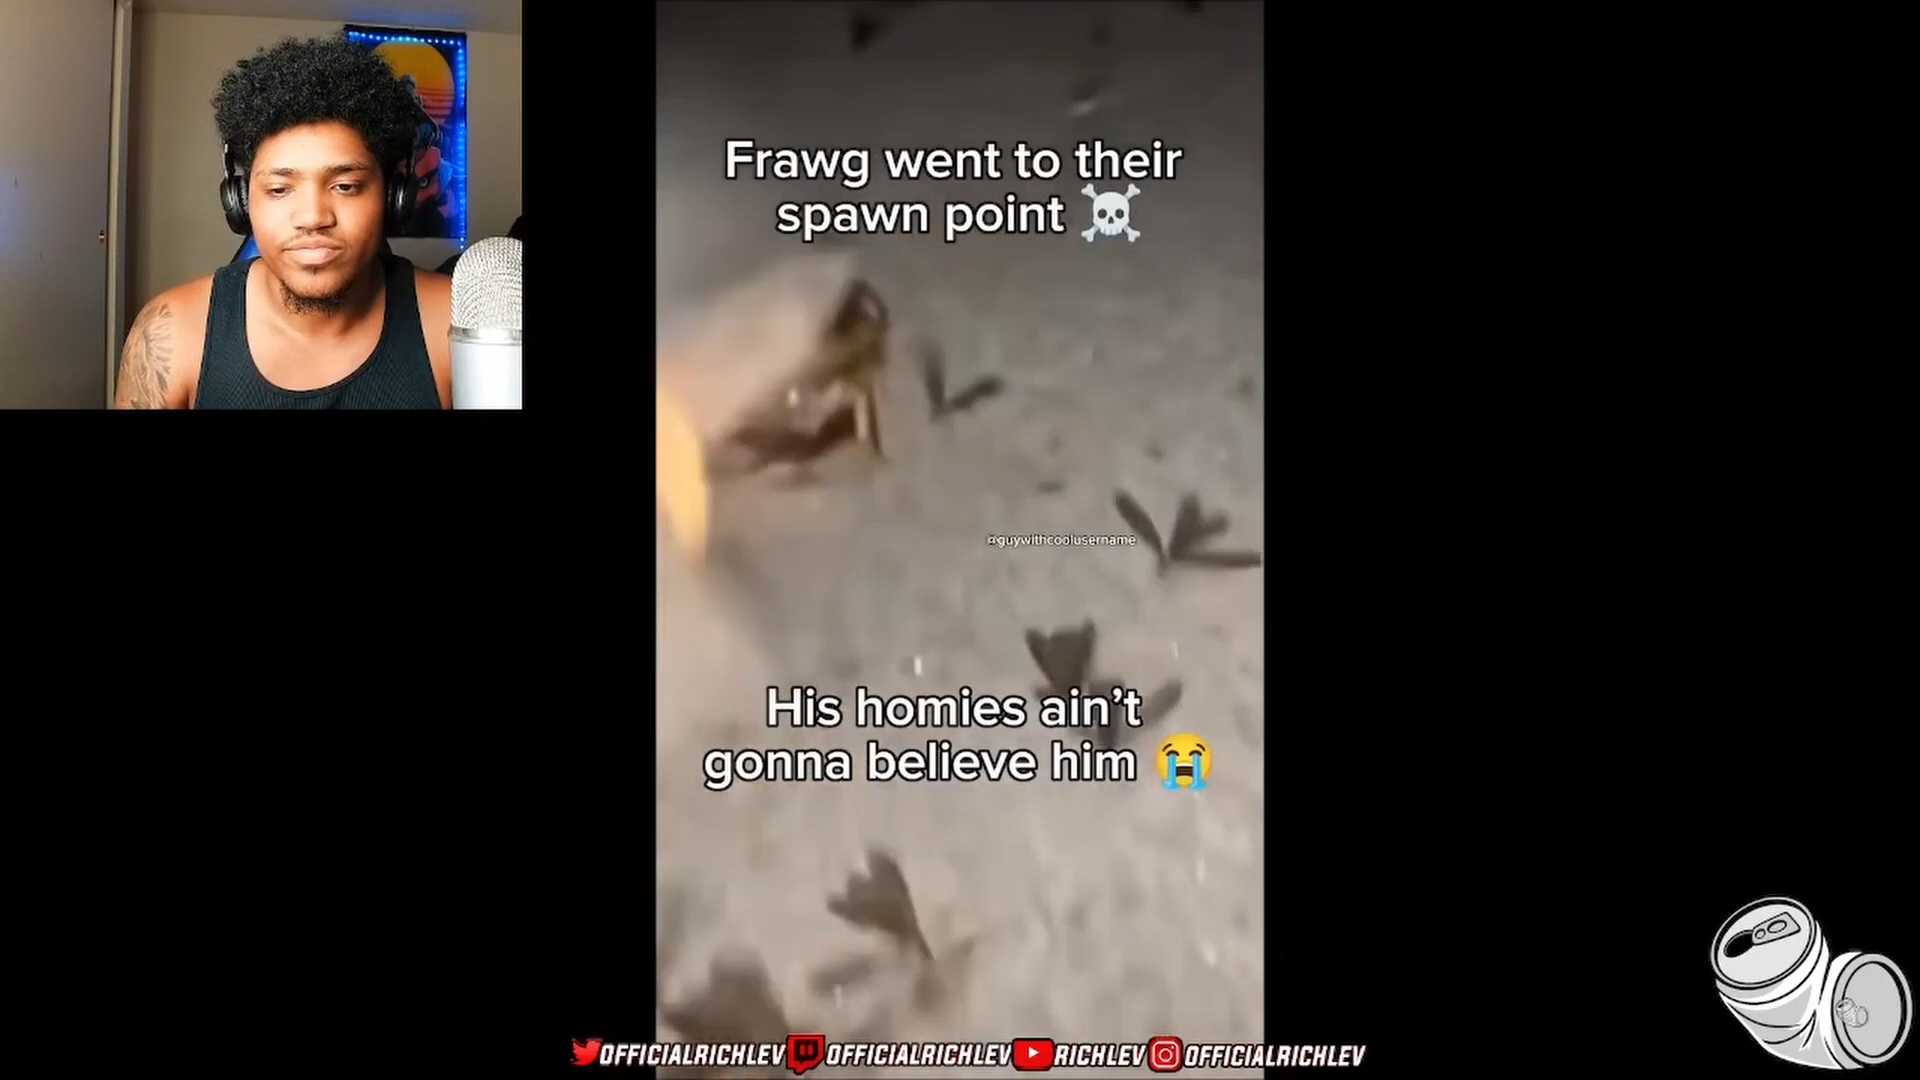 Frawg went to their
spawn point ☠️
@guywithcoolusername
His homies ain't
gonna believe him 😭
OFFICIALRICHLEV OFFICIALRICHLEV RICHLEV OFFICIALRICHLEV